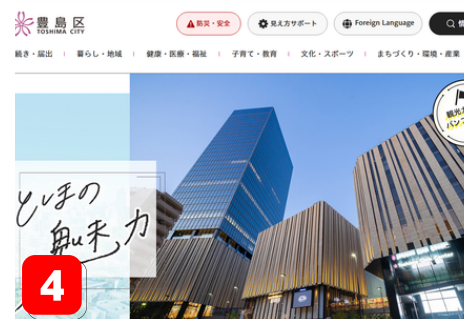 豊島区
TOSHIMA CITY
防災・安全
見え方サポート
Foreign Language
続き・届出
暮らし・地域
健康・医療・福祉
子育て・教育
文化・スポーツ
まちづくり・環境・産業
としまの
魅力
4